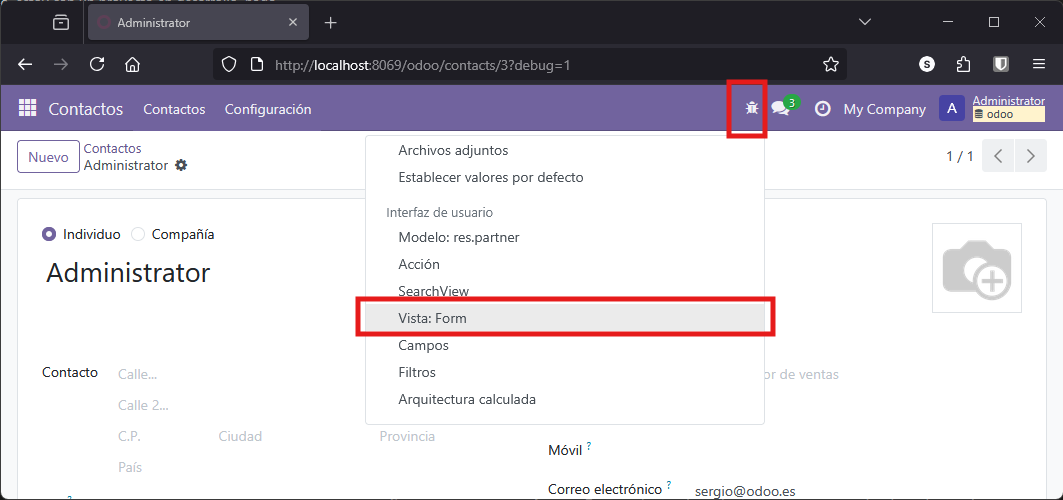 Administrator
http://localhost:8069/odoo/contacts/3?debug=1
S
Contactos Contactos Configuración 3 My Company A Administrator
odoo
Nuevo Contactos
Administrator 1 / 1
Archivos adjuntos
Establecer valores por defecto
Interfaz de usuario
Modelo: res.partner
Acción
SearchView
Vista: Form
Campos
Filtros
Arquitectura calculada
Individuo Compañía
Administrator
Contacto Calle...
Calle 2...
C.P. Ciudad Provincia
País
?
de ventas
Móvil ?
Correo electrónico ? sergio@odoo.es